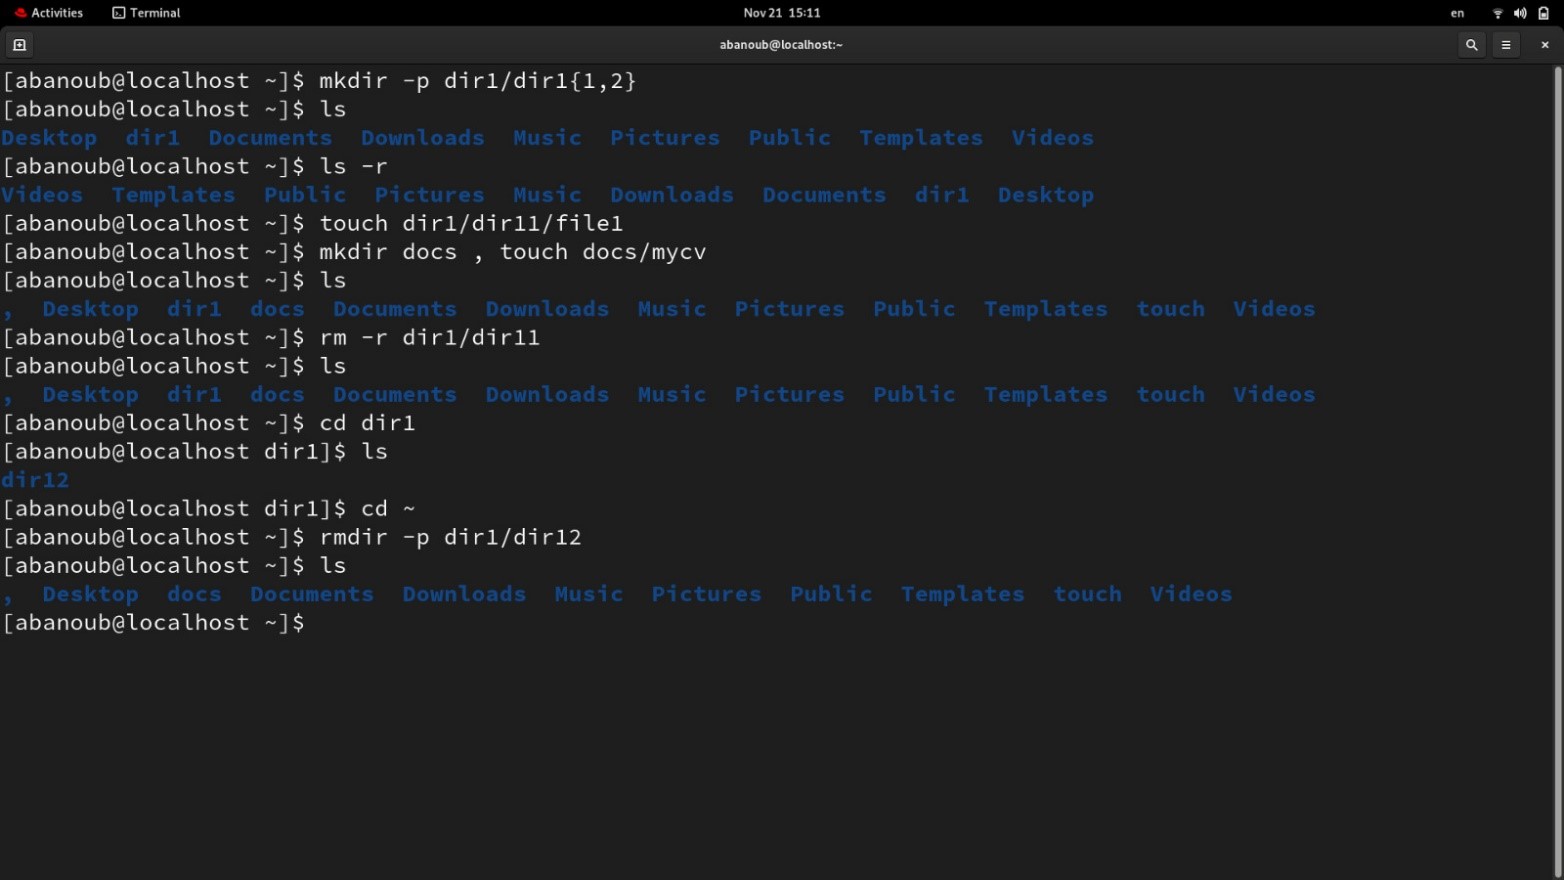 Activities Terminal Nov 21 15:11 en
abanoub@localhost:~
[abanoub@localhost ~]$ mkdir -p dir1/dir1{1,2}
[abanoub@localhost ~]$ ls
Desktop dir1 Documents Downloads Music Pictures Public Templates Videos
[abanoub@localhost ~]$ ls -r
Videos Templates Public Pictures Music Downloads Documents dir1 Desktop
[abanoub@localhost ~]$ touch dir1/dir11/file1
[abanoub@localhost ~]$ mkdir docs , touch docs/mycv
[abanoub@localhost ~]$ ls
, Desktop dir1 docs Documents Downloads Music Pictures Public Templates touch Videos
[abanoub@localhost ~]$ rm -r dir1/dir11
[abanoub@localhost ~]$ ls
, Desktop dir1 docs Documents Downloads Music Pictures Public Templates touch Videos
[abanoub@localhost ~]$ cd dir1
[abanoub@localhost dir1]$ ls
dir12
[abanoub@localhost dir1]$ cd ~
[abanoub@localhost ~]$ rmdir -p dir1/dir12
[abanoub@localhost ~]$ ls
, Desktop docs Documents Downloads Music Pictures Public Templates touch Videos
[abanoub@localhost ~]$